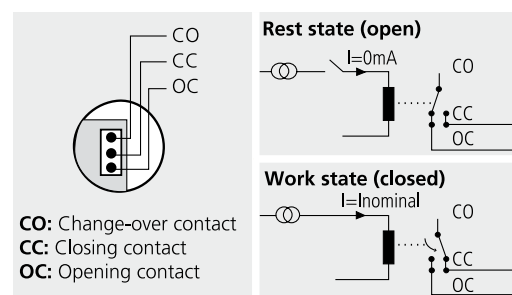 CO
CC
OC
CO: Change-over contact
CC: Closing contact
OC: Opening contact
Rest state (open)
I=0mA
CO
CC
OC
Work state (closed)
I=Inominal
CO
CC
OC